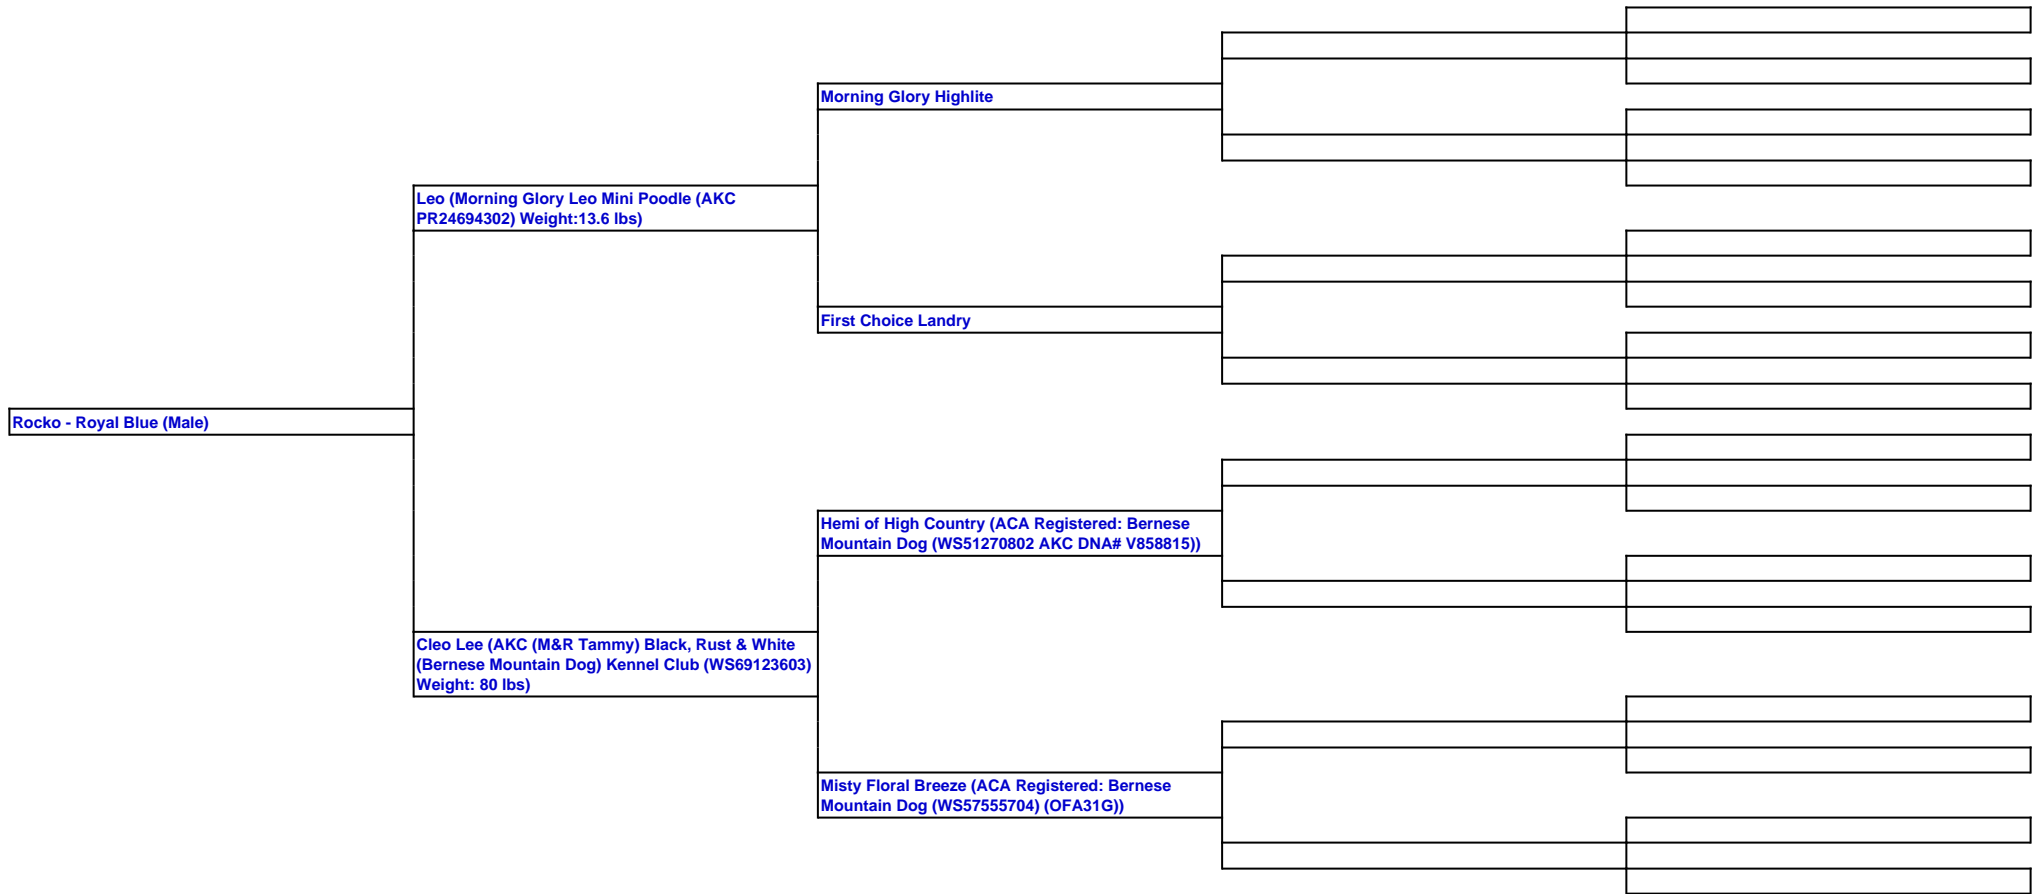 Morning Glory Highlite
Leo (Morning Glory Leo Mini Poodle (AKC
PR24694302) Weight:13.6 lbs)
First Choice Landry
Rocko - Royal Blue (Male)
Hemi of High Country (ACA Registered: Bernese
Mountain Dog (WS51270802 AKC DNA# V858815))
Cleo Lee (AKC (M&R Tammy) Black, Rust & White
(Bernese Mountain Dog) Kennel Club (WS69123603)
Weight: 80 lbs)
Misty Floral Breeze (ACA Registered: Bernese
Mountain Dog (WS57555704) (OFA31G))